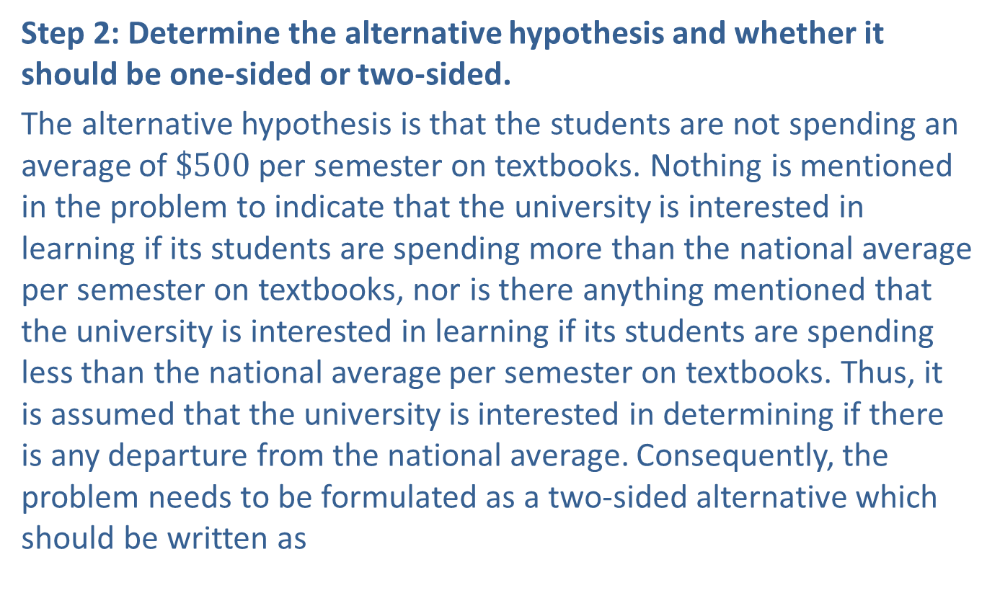 Step 2: Determine the alternative hypothesis and whether it
should be one-sided or two-sided.
The alternative hypothesis is that the students are not spending an
average of $500 per semester on textbooks. Nothing is mentioned
in the problem to indicate that the university is interested in
learning if its students are spending more than the national average
per semester on textbooks, nor is there anything mentioned that
the university is interested in learning if its students are spending
less than the national average per semester on textbooks. Thus, it
is assumed that the university is interested in determining if there
is any departure from the national average. Consequently, the
problem needs to be formulated as a two-sided alternative which
should be written as